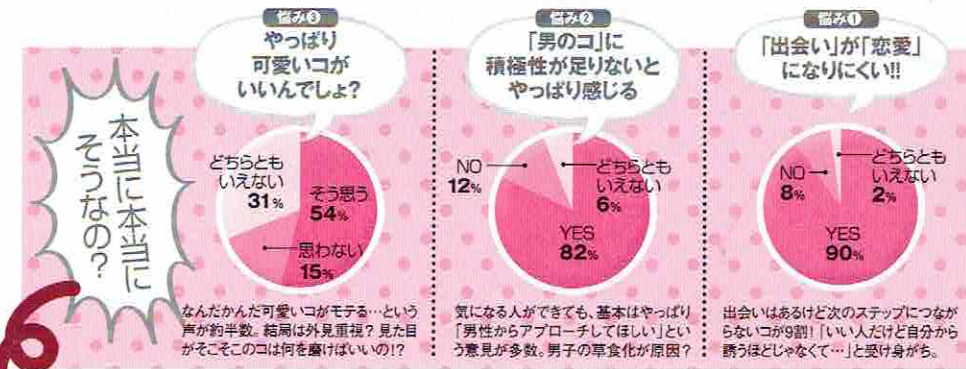 悩み❶
「出会い」が「恋愛」
になりにくい!!
どちらとも
いえない
2%
NO
8%
YES
90%
出会いはあるけど次のステップにつなが
らないコが9割!「いい人だけど自分から
誘うほどじゃなくて…」と受け身がち。
悩み❷
「男のコ」に
積極性が足りないと
やっぱり感じる
NO
12%
どちらとも
いえない
6%
YES
82%
気になる人ができても、基本はやっぱり
「男性からアプローチしてほしい」とい
う意見が多数。男子の草食化が原因?
悩み❸
やっぱり
可愛いコが
いいんでしょ?
どちらとも
いえない
31%
そう思う
54%
思わない
15%
なんだかんだ可愛いコがモテる…という
声が約半数。結局は外見重視?見た目
がそこそこのコは何を磨けばいいの!?
本当に本当に
そうなの?